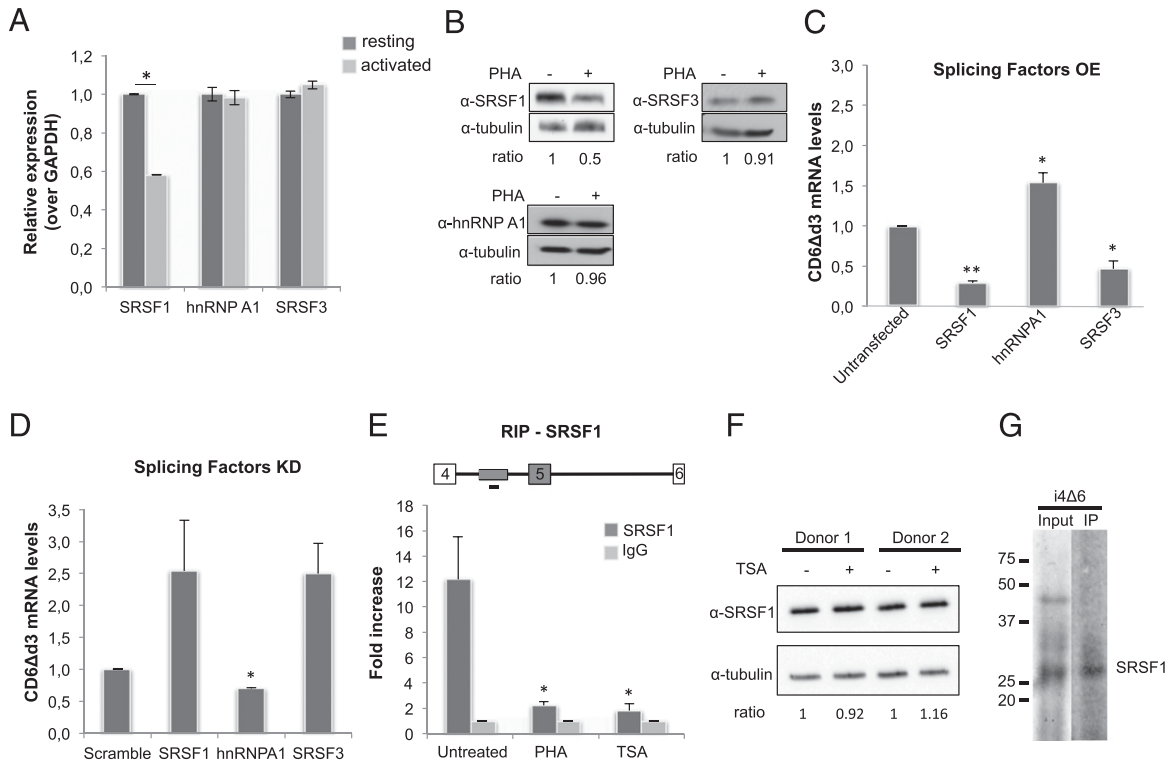 A
resting
activated
1,2
1,0
0,8
0,6
0,4
0,2
0,0
Relative expression
(over GAPDH)
*
SRSF1 hnRNP A1 SRSF3
B
PHA - +
α-SRSF1
α-tubulin
ratio 1 0.5
PHA - +
α-SRSF3
α-tubulin
ratio 1 0.91
PHA - +
α-hnRNP A1
α-tubulin
ratio 1 0.96
C
Splicing Factors OE
CD6Δd3 mRNA levels
3,0
2,5
2,0
1,5
1,0
0,5
0,0
**
*
*
Untransfected
SRSF1
hnRNPA1
SRSF3
D
Splicing Factors KD
CD6Δd3 mRNA levels
3,5
3,0
2,5
2,0
1,5
1,0
0,5
0,0
*
Scramble SRSF1 hnRNPA1 SRSF3
E
RIP - SRSF1
4 5 6
Fold increase
18
16
14
12
10
8
6
4
2
0
SRSF1
IgG
*
*
Untreated PHA TSA
F
Donor 1 Donor 2
TSA - + - +
α-SRSF1
α-tubulin
ratio 1 0.92 1 1.16
G
i4Δ6
Input IP
75
50
37
25
20
SRSF1